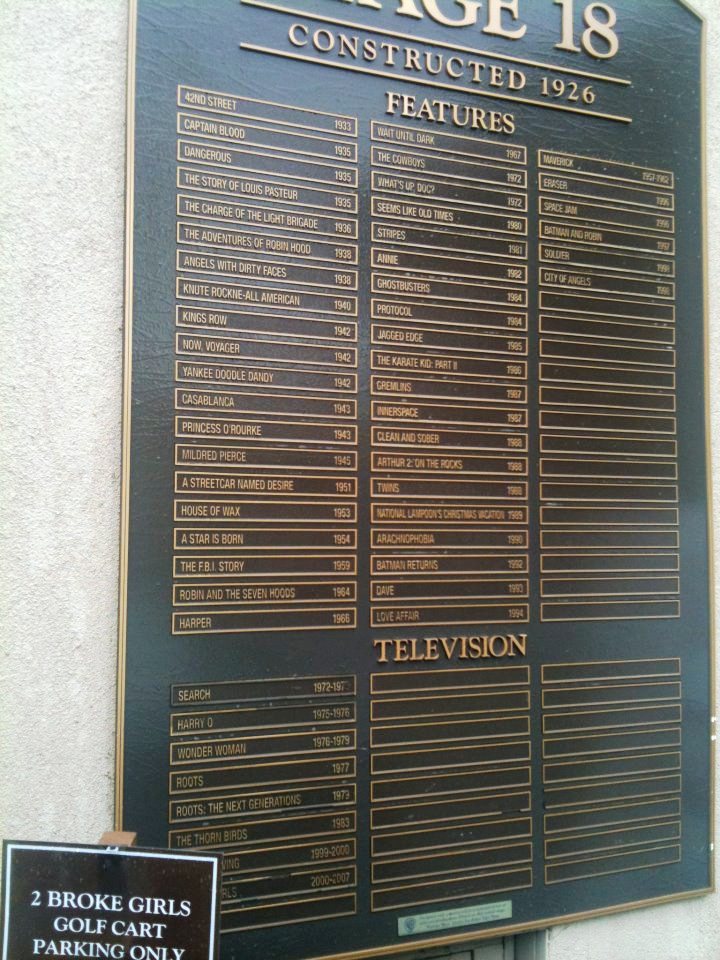 18
CONSTRUCTED 1926
FEATURES
42ND STREET 1933
CAPTAIN BLOOD 1935
DANGEROUS 1935
THE STORY OF LOUIS PASTEUR 1935
THE CHARGE OF THE LIGHT BRIGADE 1936
THE ADVENTURES OF ROBIN HOOD 1938
ANGELS WITH DIRTY FACES 1938
KNUTE ROCKNE-ALL AMERICAN 1940
KINGS ROW 1942
NOW, VOYAGER 1942
YANKEE DOODLE DANDY 1942
CASABLANCA 1943
PRINCESS O'ROURKE 1943
MILDRED PIERCE 1945
A STREETCAR NAMED DESIRE 1951
HOUSE OF WAX 1953
A STAR IS BORN 1954
THE F.B.I. STORY 1959
ROBIN AND THE SEVEN HOODS 1964
HARPER 1966
WAIT UNTIL DARK 1967
THE COWBOYS 1972
WHAT'S UP, DOC? 1972
SEEMS LIKE OLD TIMES 1980
STRIPES 1981
ANNIE 1982
GHOSTBUSTERS 1984
PROTOCOL 1984
JAGGED EDGE 1985
THE KARATE KID: PART II 1986
GREMLINS 1987
INNERSPACE 1987
CLEAN AND SOBER 1988
ARTHUR 2: ON THE ROCKS 1988
TWINS 1988
NATIONAL LAMPOON'S CHRISTMAS VACATION 1989
ARACHNOPHOBIA 1990
BATMAN RETURNS 1992
DAVE 1993
LOVE AFFAIR 1994
MAVERICK 1957-1962
ERASER 1996
SPACE JAM 1996
BATMAN AND ROBIN 1997
SOLDIER 1998
CITY OF ANGELS 1998
TELEVISION
SEARCH 1972-197
HARRY O 1975-1976
WONDER WOMAN 1976-1979
ROOTS 1977
ROOTS: THE NEXT GENERATIONS 1979
THE THORN BIRDS 1983
WING 1999-2000
RLS 2000-2007
2 BROKE GIRLS
GOLF CART
PARKING ONLY